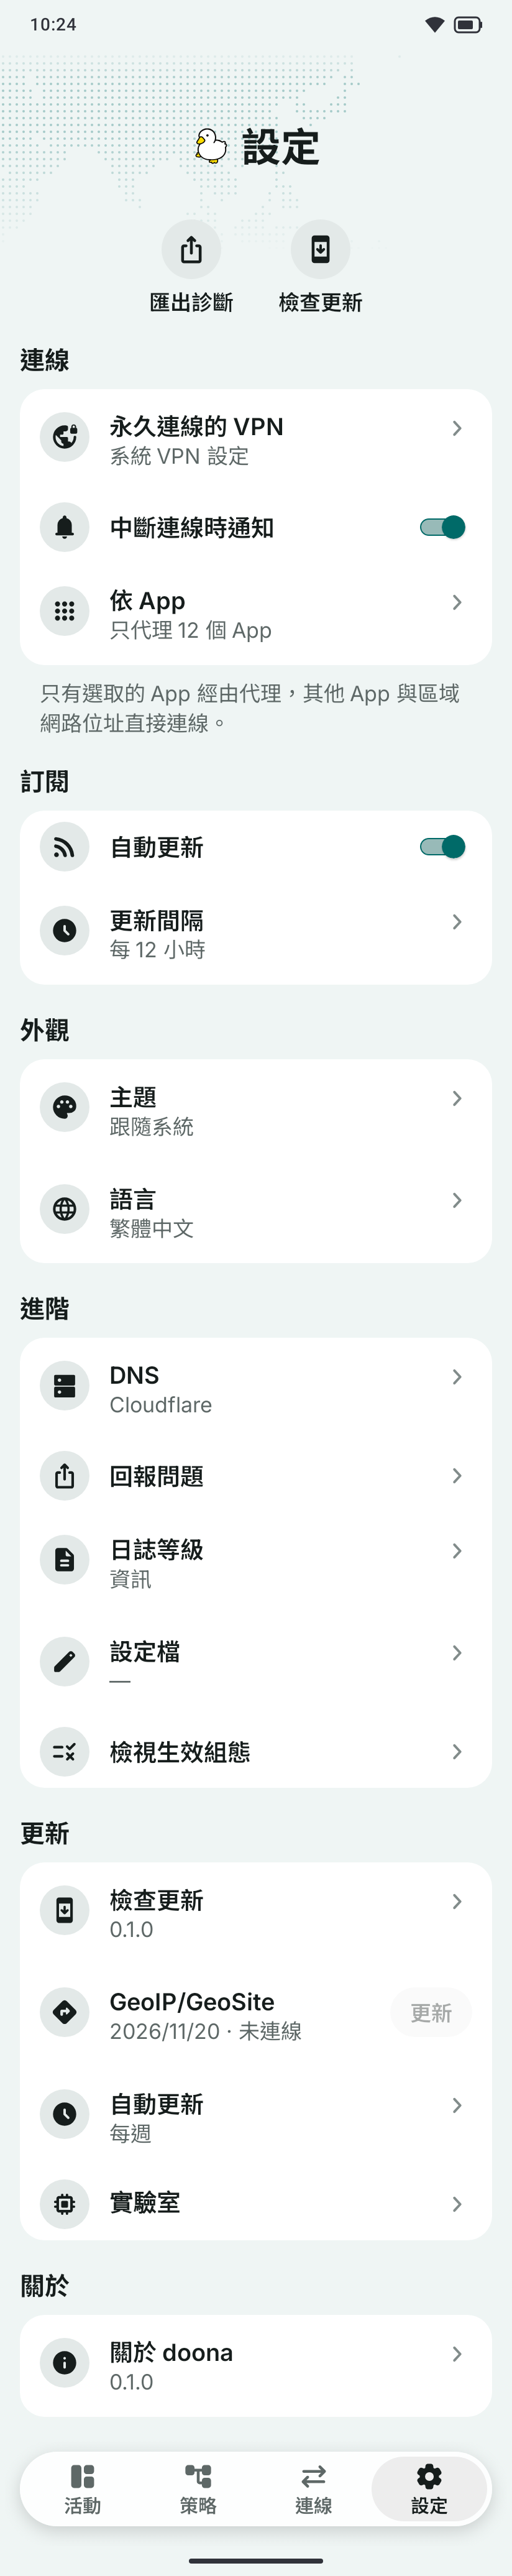 10:24
設定
匯出診斷
檢查更新
連線
永久連線的 VPN
系統 VPN 設定
中斷連線時通知
依 App
只代理 12 個 App
只有選取的 App 經由代理，其他 App 與區域
網路位址直接連線。
訂閱
自動更新
更新間隔
每 12 小時
外觀
主題
跟隨系統
語言
繁體中文
進階
DNS
Cloudflare
回報問題
日誌等級
資訊
設定檔
—
檢視生效組態
更新
檢查更新
0.1.0
GeoIP/GeoSite
2026/11/20 · 未連線
更新
自動更新
每週
實驗室
關於
關於 doona
0.1.0
活動
策略
連線
設定